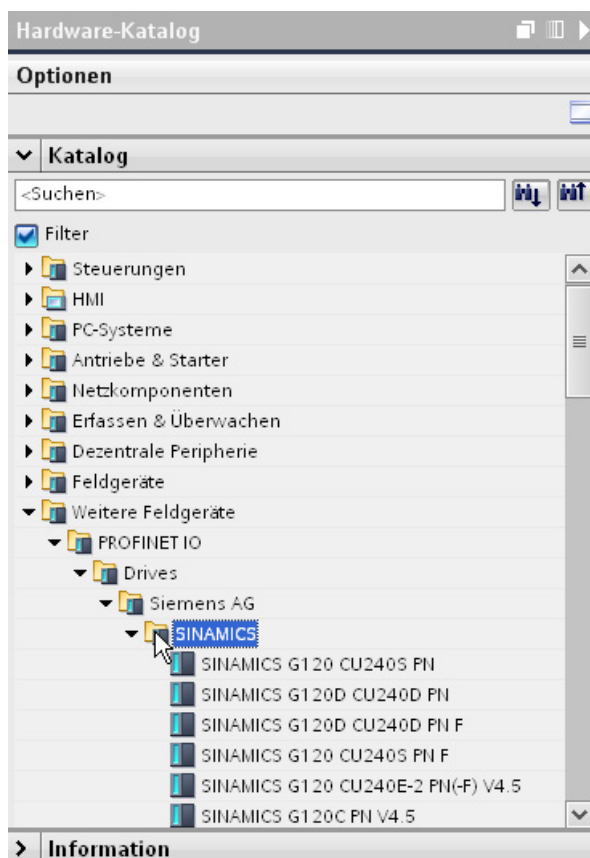 Hardware-Katalog
Optionen
Katalog
<Suchen>
Filter
Steuerungen
HMI
PC-Systeme
Antriebe & Starter
Netzkomponenten
Erfassen & Überwachen
Dezentrale Peripherie
Feldgeräte
Weitere Feldgeräte
PROFINET IO
Drives
Siemens AG
SINAMICS
SINAMICS G120 CU240S PN
SINAMICS G120D CU240D PN
SINAMICS G120D CU240D PN F
SINAMICS G120 CU240S PN F
SINAMICS G120 CU240E-2 PN(-F) V4.5
SINAMICS G120C PN V4.5
Information